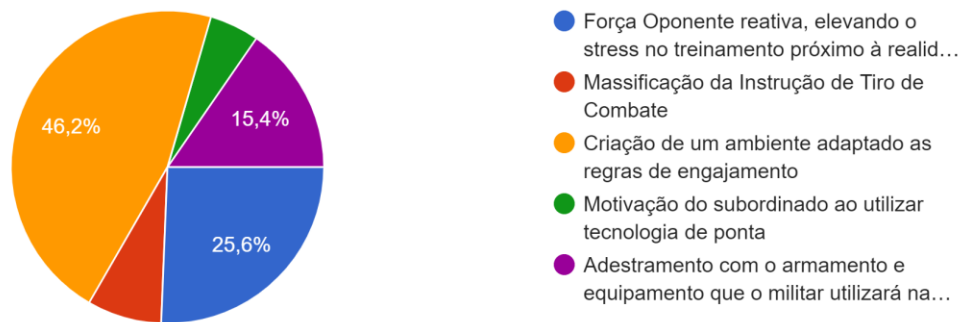 46,2%
15,4%
25,6%
Força Oponente reativa, elevando o
stress no treinamento próximo à realid…
Massificação da Instrução de Tiro de
Combate
Criação de um ambiente adaptado as
regras de engajamento
Motivação do subordinado ao utilizar
tecnologia de ponta
Adestramento com o armamento e
equipamento que o militar utilizará na…